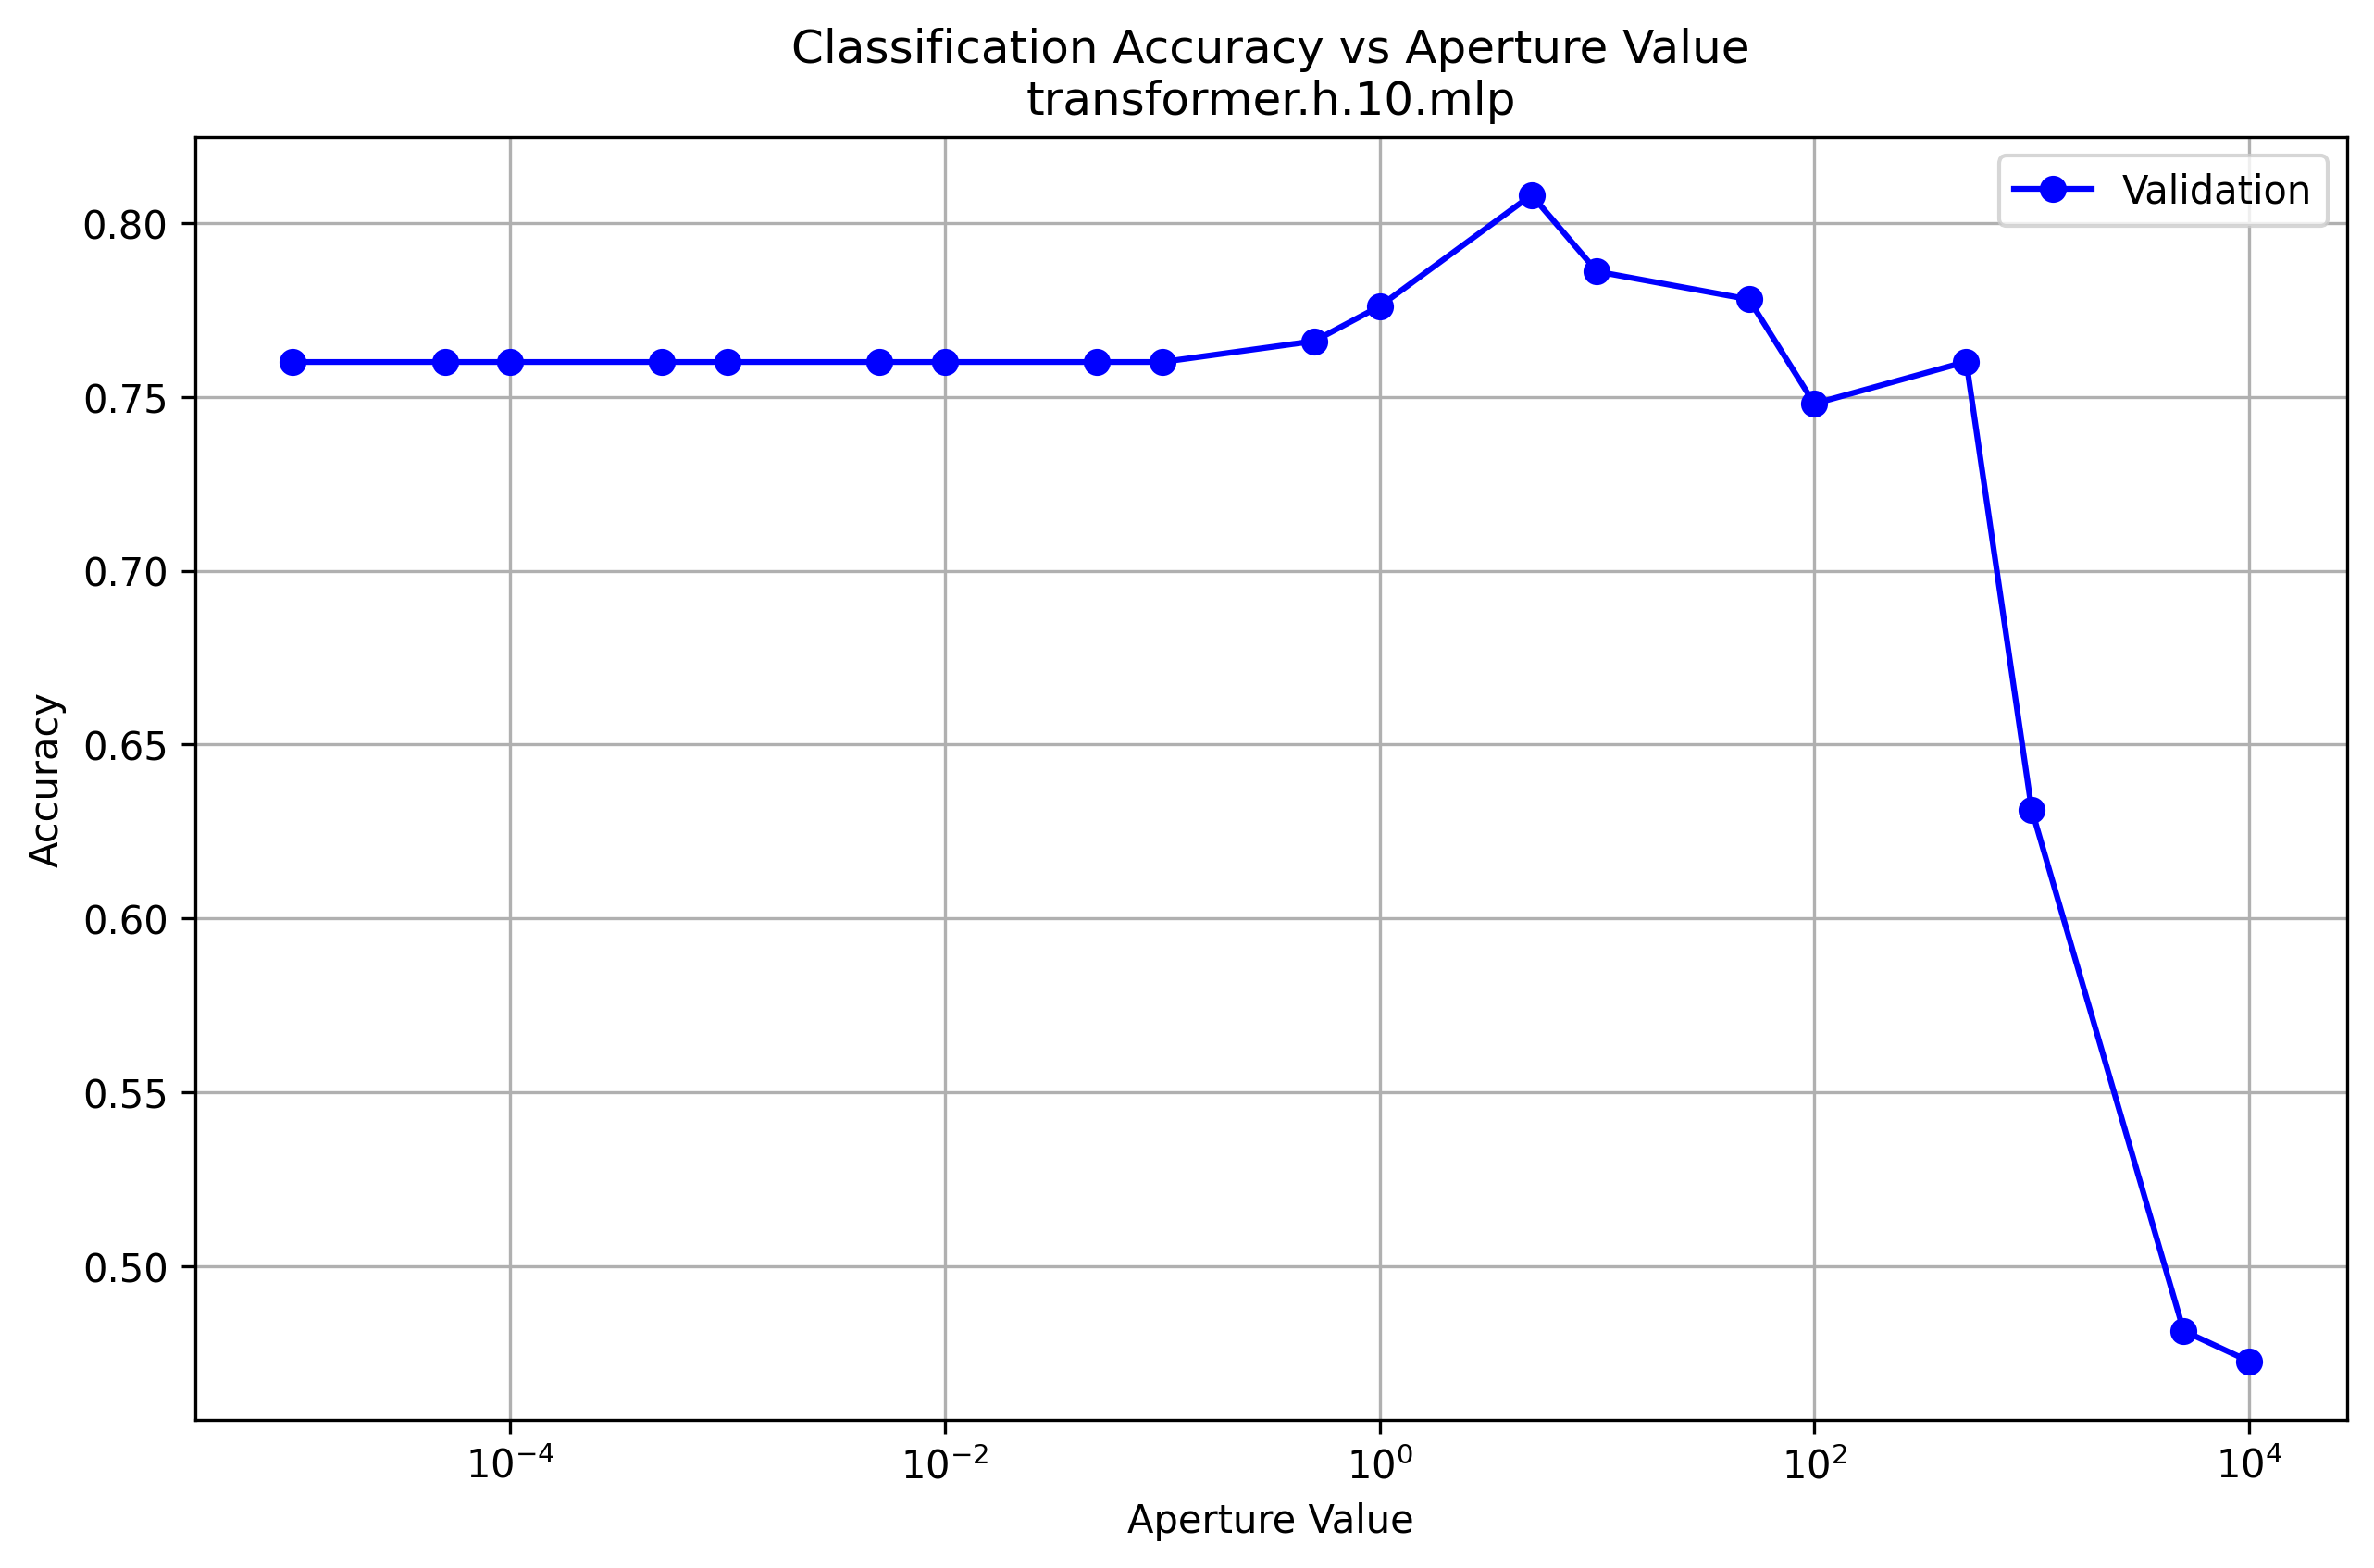 Classification Accuracy vs Aperture Value
transformer.h.10.mlp
Validation
0.80
0.75
0.70
0.65
0.60
0.55
0.50
Accuracy
10⁻⁴
10⁻²
10⁰
10²
10⁴
Aperture Value